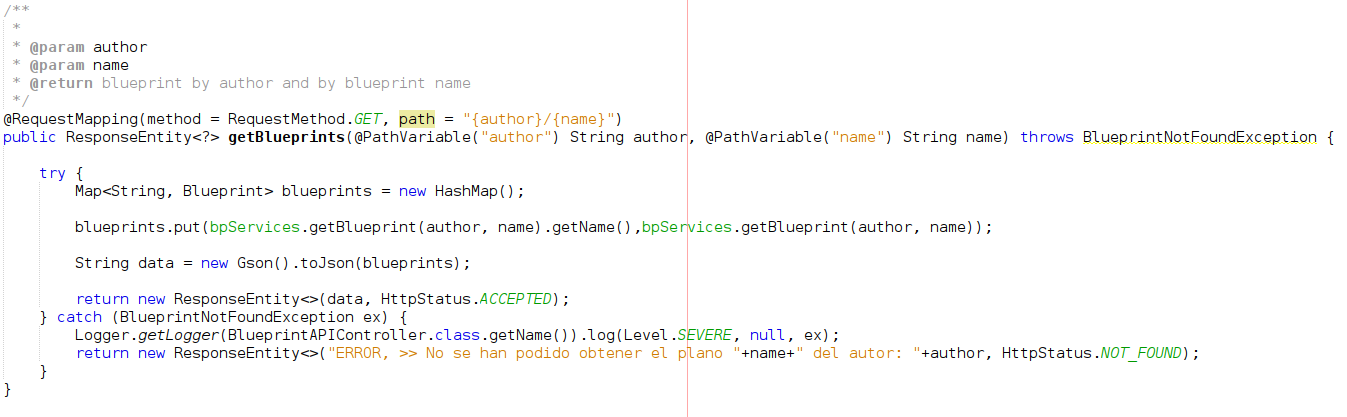 /**
 *
 * @param author
 * @param name
 * @return blueprint by author and by blueprint name
 */
@RequestMapping(method = RequestMethod.GET, path = "{author}/{name}")
public ResponseEntity<?> getBlueprints(@PathVariable("author") String author, @PathVariable("name") String name) throws BlueprintNotFoundException {
    try {
        Map<String, Blueprint> blueprints = new HashMap();
        blueprints.put(bpServices.getBlueprint(author, name).getName(),bpServices.getBlueprint(author, name));
        String data = new Gson().toJson(blueprints);
        return new ResponseEntity<>(data, HttpStatus.ACCEPTED);
    } catch (BlueprintNotFoundException ex) {
        Logger.getLogger(BlueprintAPIController.class.getName()).log(Level.SEVERE, null, ex);
        return new ResponseEntity<>("ERROR, >> No se han podido obtener el plano "+name+" del autor: "+author, HttpStatus.NOT_FOUND);
    }
}